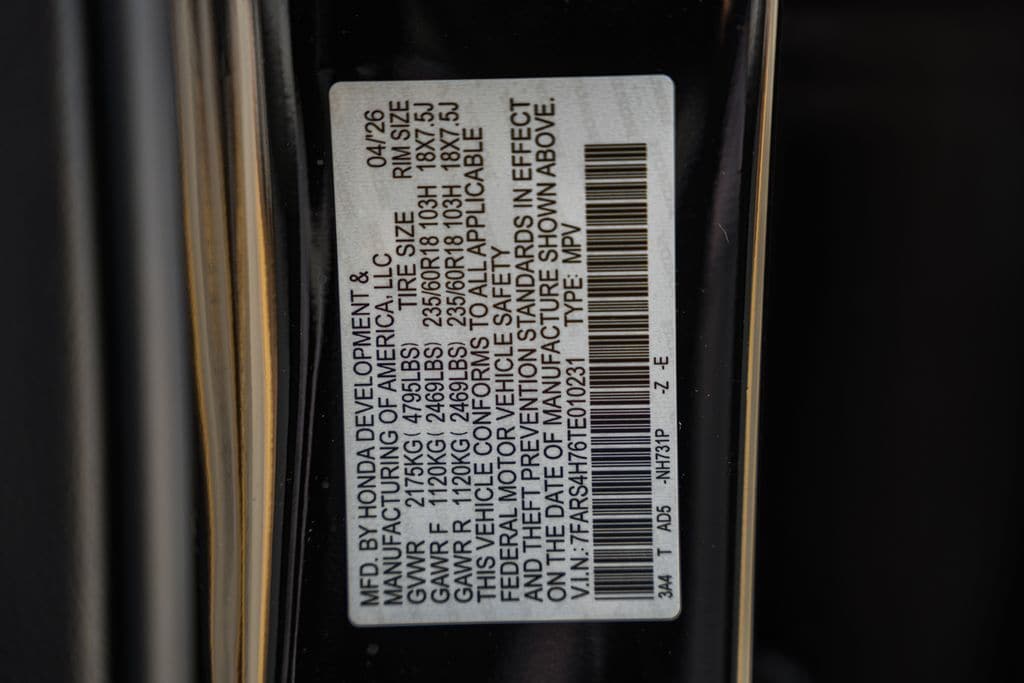 MFD. BY HONDA DEVELOPMENT &
MANUFACTURING OF AMERICA, LLC 04/'26
GVWR 2175KG( 4795LBS) TIRE SIZE RIM SIZE
GAWR F 1120KG( 2469LBS) 235/60R18 103H 18X7.5J
GAWR R 1120KG( 2469LBS) 235/60R18 103H 18X7.5J
THIS VEHICLE CONFORMS TO ALL APPLICABLE
FEDERAL MOTOR VEHICLE SAFETY
AND THEFT PREVENTION STANDARDS IN EFFECT
ON THE DATE OF MANUFACTURE SHOWN ABOVE.
V.I.N.: 7FARS4H76TE010231 TYPE: MPV
3A4 T AD5 -NH731P -Z -E